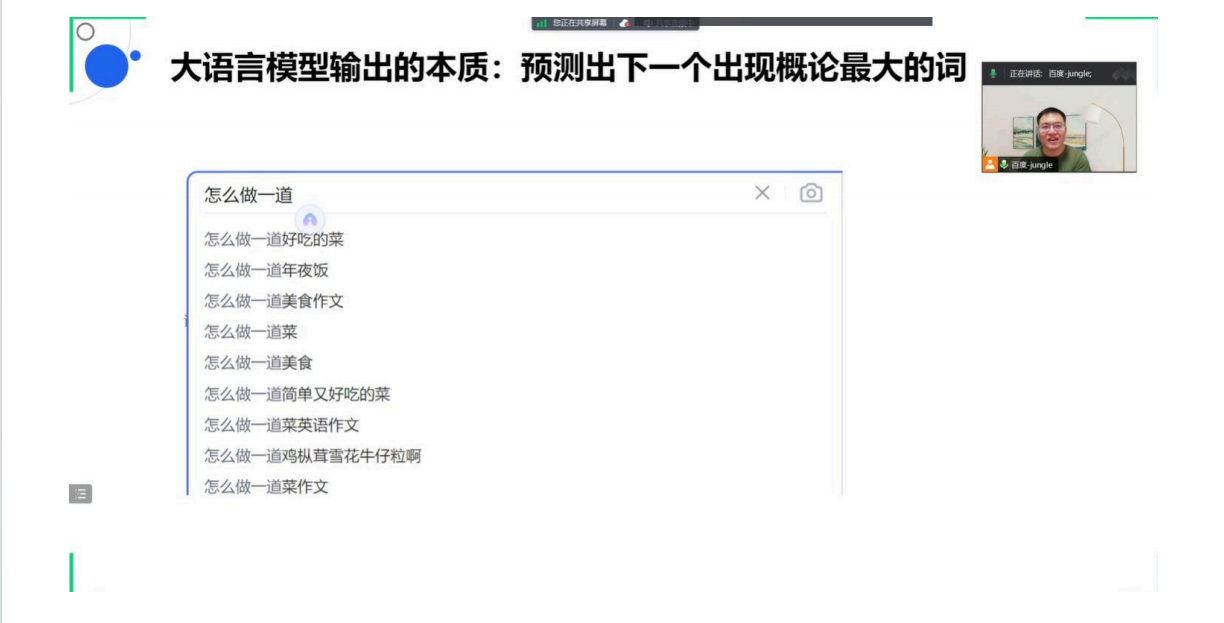 您正在共享屏幕
大语言模型输出的本质：预测出下一个出现概论最大的词
正在讲话: 百度-jungle;
百度-jungle
怎么做一道
怎么做一道好吃的菜
怎么做一道年夜饭
怎么做一道美食作文
怎么做一道菜
怎么做一道美食
怎么做一道简单又好吃的菜
怎么做一道菜英语作文
怎么做一道鸡枞茸雪花牛仔粒啊
怎么做一道菜作文